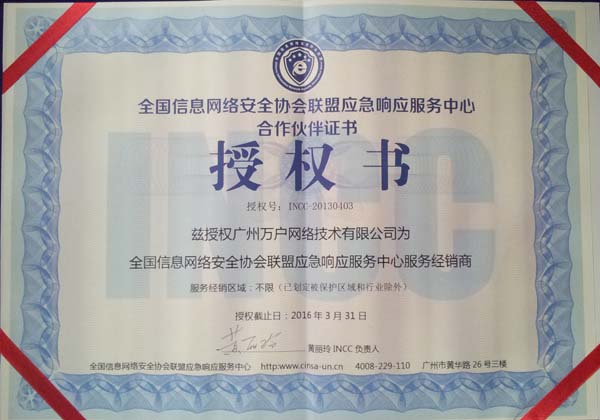 全国信息网络安全协会联盟应急响应服务中心
合作伙伴证书
授权书
授权号：INCC-20130403
兹授权广州万户网络技术有限公司为
全国信息网络安全协会联盟应急响应服务中心服务经销商
服务经销区域：不限（已划定被保护区域和行业除外）
授权截止日：2016年3月31日
黄丽玲 INCC 负责人
全国信息网络安全协会联盟应急响应服务中心 http:www.cinsa-un.cn 4008-229-110 广州市黄华路26号三楼
INCC